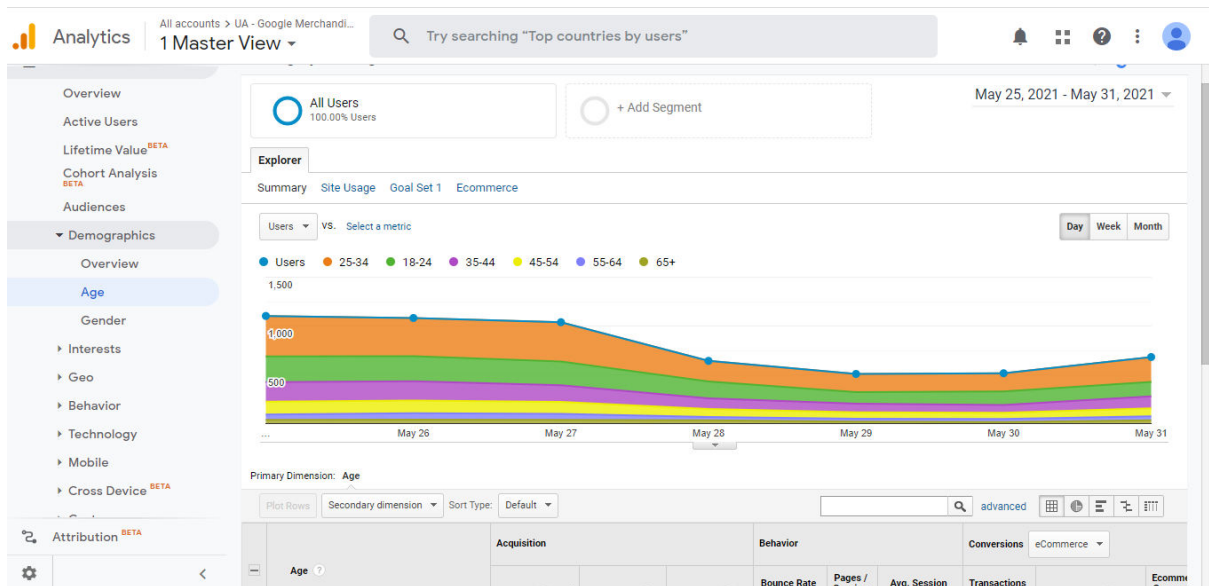 All accounts > UA - Google Merchandi...
Analytics
1 Master View
Try searching “Top countries by users”
Overview
Active Users
Lifetime Value BETA
Cohort Analysis
BETA
Audiences
Demographics
Overview
Age
Gender
Interests
Geo
Behavior
Technology
Mobile
Cross Device BETA
Attribution BETA
All Users
100.00% Users
+ Add Segment
May 25, 2021 - May 31, 2021
Explorer
Summary Site Usage Goal Set 1 Ecommerce
Users VS. Select a metric
Day Week Month
Users 25-34 18-24 35-44 45-54 55-64 65+
1,500
1,000
500
... May 26 May 27 May 28 May 29 May 30 May 31
Primary Dimension: Age
Plot Rows Secondary dimension Sort Type: Default advanced
Acquisition Behavior Conversions eCommerce
Age ?
Bounce Rate Pages / Avg. Session Transactions